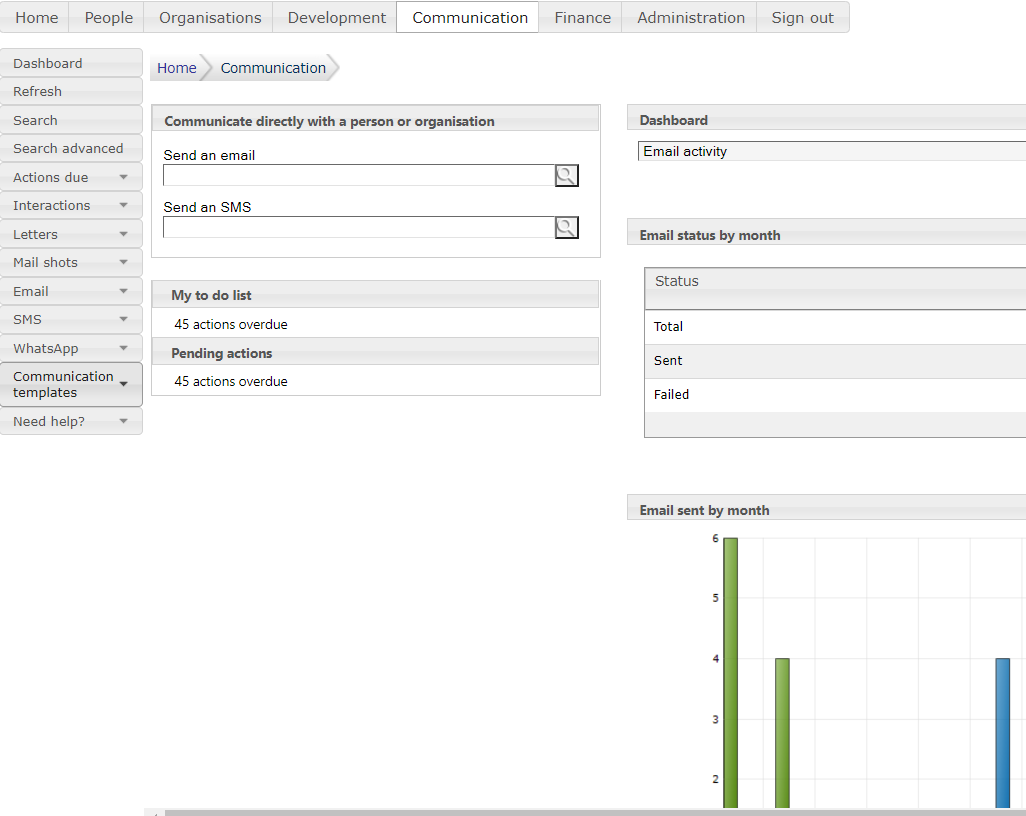 Home People Organisations Development Communication Finance Administration Sign out
Dashboard
Refresh
Search
Search advanced
Actions due
Interactions
Letters
Mail shots
Email
SMS
WhatsApp
Communication
templates
Need help?
Home Communication
Communicate directly with a person or organisation
Send an email
Send an SMS
My to do list
45 actions overdue
Pending actions
45 actions overdue
Dashboard
Email activity
Email status by month
Status
Total
Sent
Failed
Email sent by month
6
5
4
3
2